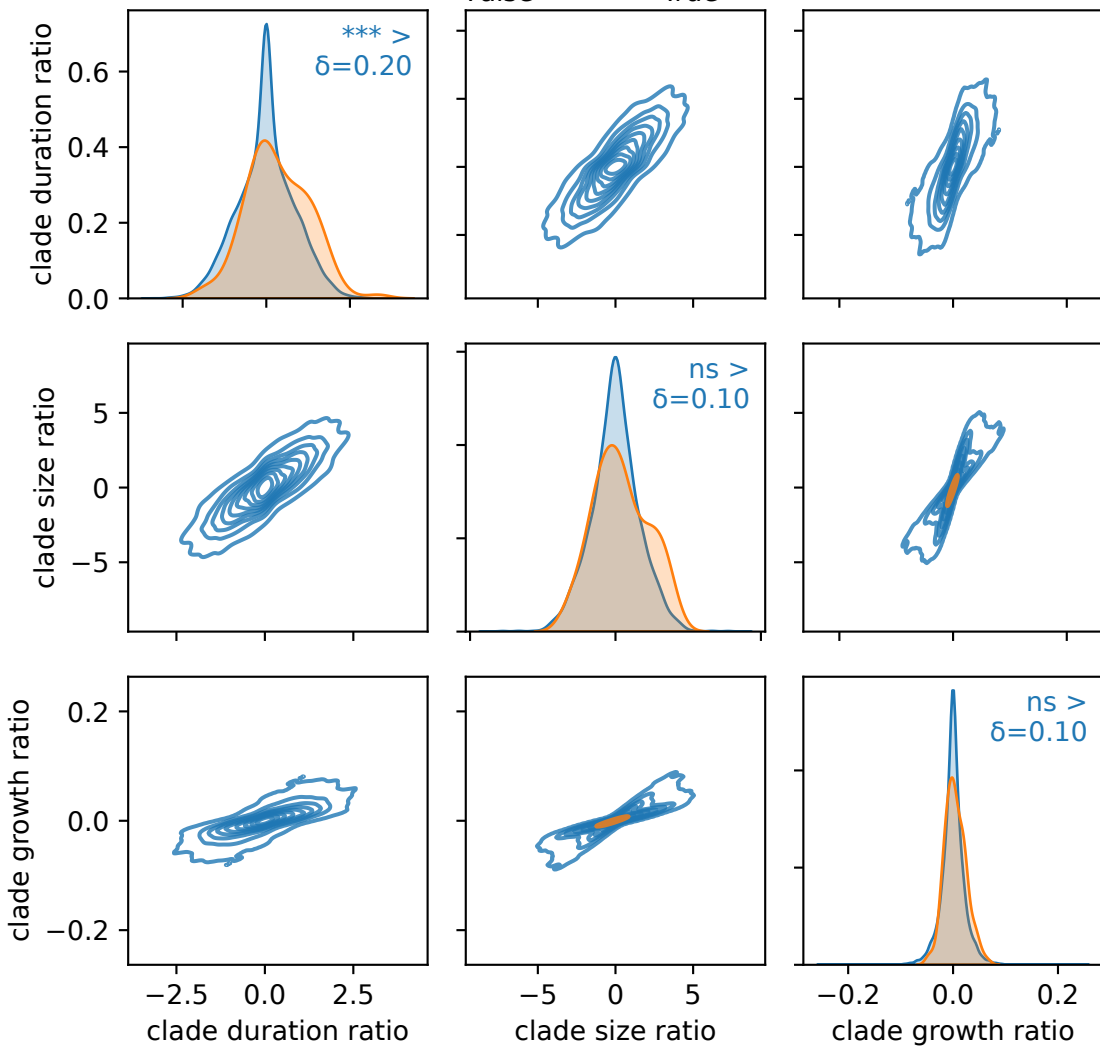 clade duration ratio
0.6
0.4
0.2
0.0
*** >
δ=0.20
clade size ratio
5
0
−5
ns >
δ=0.10
clade growth ratio
0.2
0.0
−0.2
ns >
δ=0.10
−2.5 0.0 2.5
−5 0 5
−0.2 0.0 0.2
clade duration ratio
clade size ratio
clade growth ratio